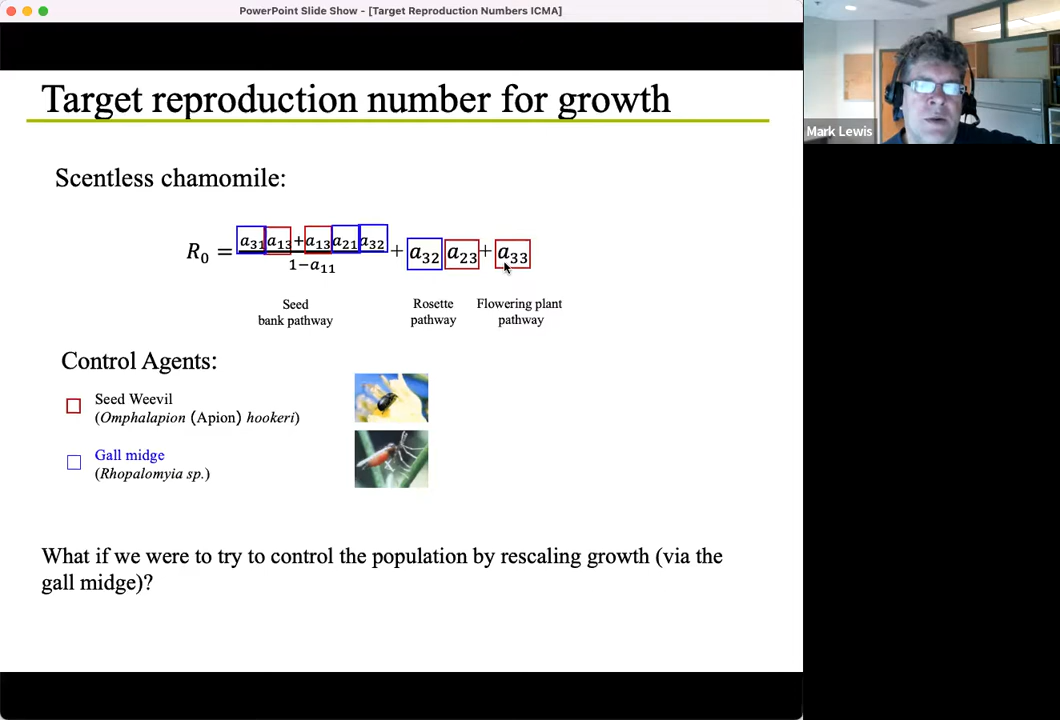 PowerPoint Slide Show - [Target Reproduction Numbers ICMA]
Mark Lewis
Target reproduction number for growth
Scentless chamomile:
R₀ = (a₃₁a₁₃+a₁₃a₂₁a₃₂)/(1−a₁₁) + a₃₂a₂₃ + a₃₃
Seed
bank pathway
Rosette
pathway
Flowering plant
pathway
Control Agents:
Seed Weevil
(Omphalapion (Apion) hookeri)
Gall midge
(Rhopalomyia sp.)
What if we were to try to control the population by rescaling growth (via the
gall midge)?